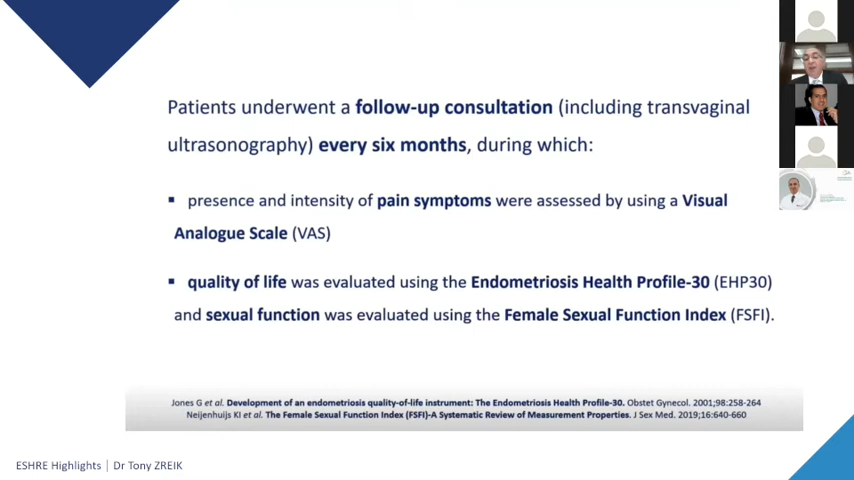 Patients underwent a follow-up consultation (including transvaginal
ultrasonography) every six months, during which:
▪ presence and intensity of pain symptoms were assessed by using a Visual
Analogue Scale (VAS)
▪ quality of life was evaluated using the Endometriosis Health Profile-30 (EHP30)
and sexual function was evaluated using the Female Sexual Function Index (FSFI).
Jones G et al. Development of an endometriosis quality-of-life instrument: The Endometriosis Health Profile-30. Obstet Gynecol. 2001;98:258-264
Neijenhuijs KI et al. The Female Sexual Function Index (FSFI)-A Systematic Review of Measurement Properties. J Sex Med. 2019;16:640-660
ESHRE Highlights | Dr Tony ZREIK